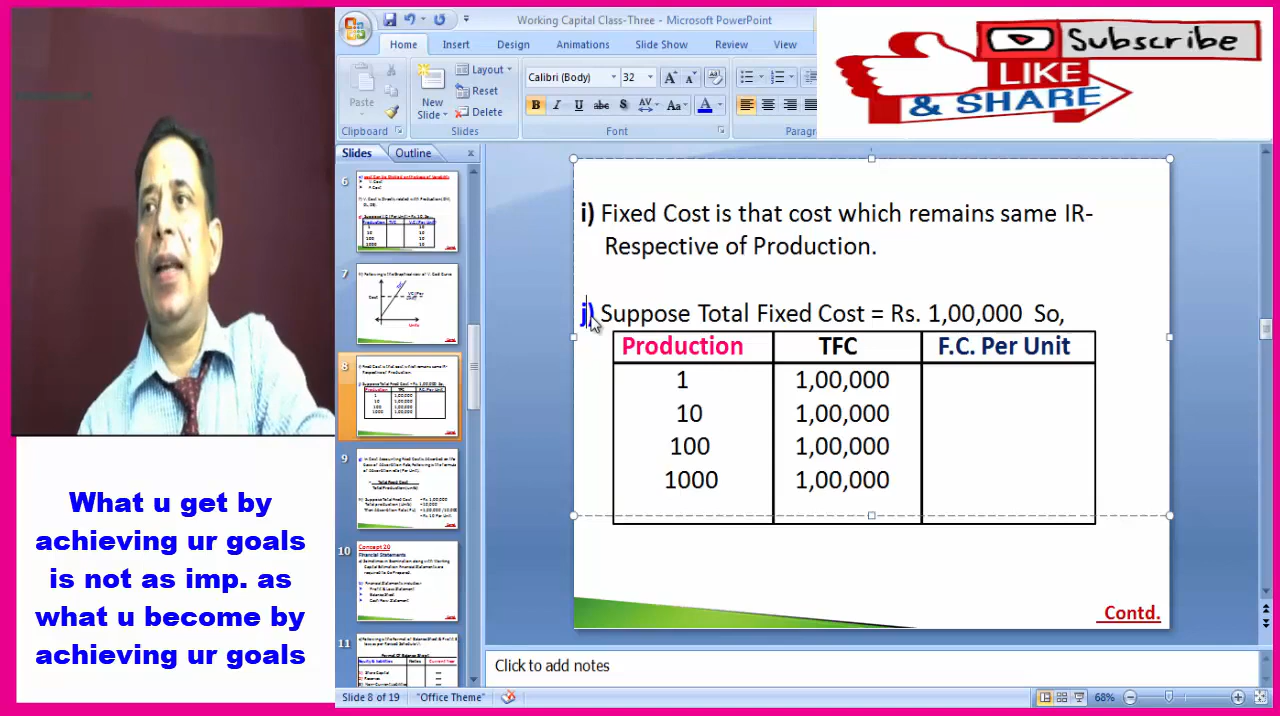 Working Capital Class-Three - Microsoft PowerPoint
Home Insert Design Animations Slide Show Review View
Paste
New
Slide
Layout
Reset
Delete
Calibri (Body) 32
B I U abc S AV Aa A
Clipboard Slides Font Paragr
Subscribe
LIKE
& SHARE
Slides Outline
6
7
8
9
10
Concept 20
Financial Statements
11
i) Fixed Cost is that cost which remains same IR-
Respective of Production.
j) Suppose Total Fixed Cost = Rs. 1,00,000 So,
Production TFC F.C. Per Unit
1 1,00,000
10 1,00,000
100 1,00,000
1000 1,00,000
Contd.
What u get by
achieving ur goals
is not as imp. as
what u become by
achieving ur goals
Click to add notes
Slide 8 of 19 "Office Theme" 68%